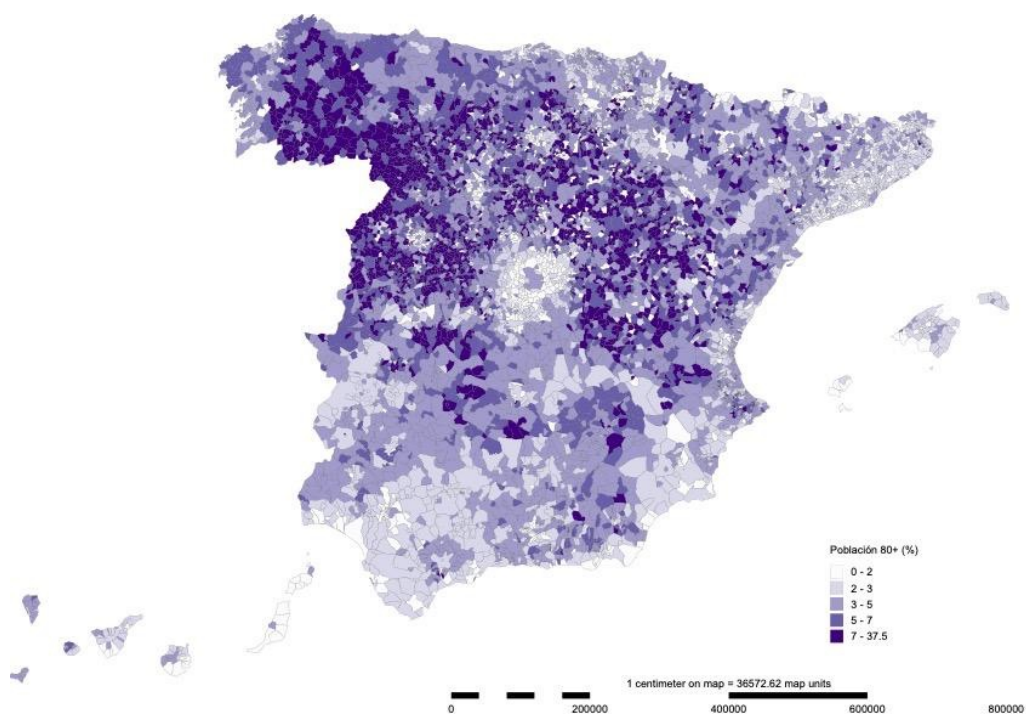 Población 80+ (%)
0 - 2
2 - 3
3 - 5
5 - 7
7 - 37.5
1 centimeter on map = 36572.62 map units
0 200000 400000 600000 800000